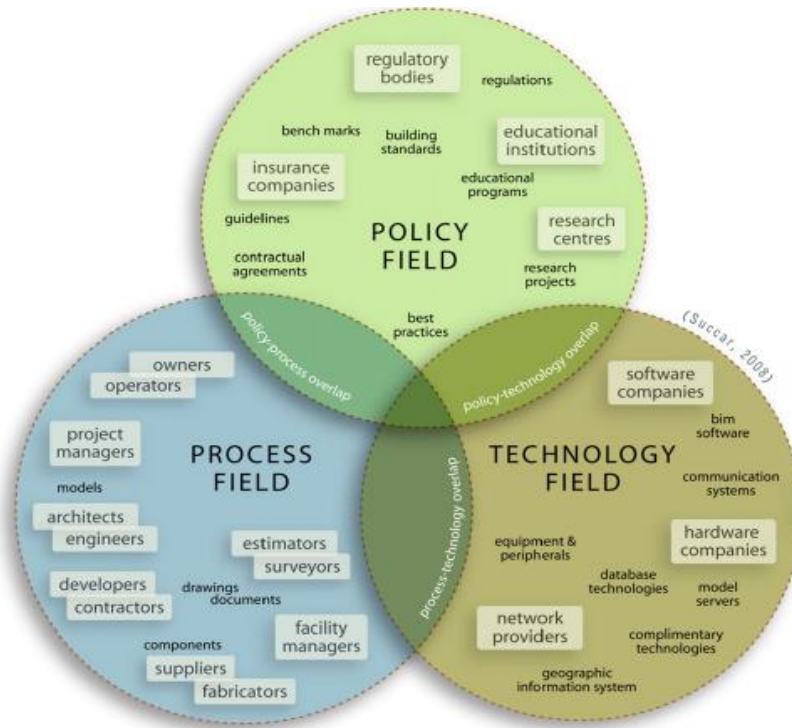 regulatory
bodies
regulations
bench marks
building
standards
educational
institutions
insurance
companies
educational
programs
guidelines
POLICY
FIELD
research
centres
contractual
agreements
research
projects
best
practices
policy-process overlap
policy-technology overlap
(Succar, 2008)
owners
operators
project
managers
PROCESS
FIELD
models
architects
engineers
estimators
surveyors
developers
contractors
drawings
documents
facility
managers
components
suppliers
fabricators
process-technology overlap
software
companies
bim
software
TECHNOLOGY
FIELD
communication
systems
equipment &
peripherals
hardware
companies
database
technologies
model
servers
network
providers
complimentary
technologies
geographic
information system